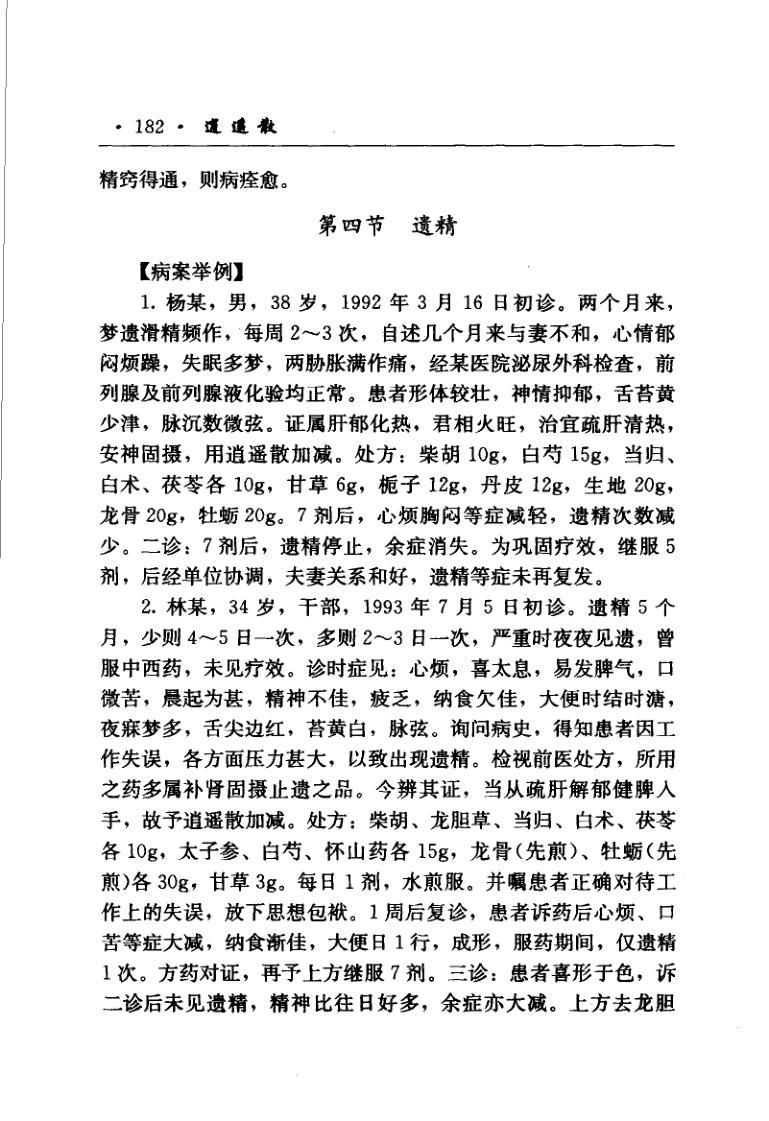 · 182 · 逍遥散
精窍得通，则病痊愈。
第四节 遗精
【病案举例】
1. 杨某，男，38 岁，1992 年 3 月 16 日初诊。两个月来，
梦遗滑精频作，每周 2～3 次，自述几个月来与妻不和，心情郁
闷烦躁，失眠多梦，两胁胀满作痛，经某医院泌尿外科检查，前
列腺及前列腺液化验均正常。患者形体较壮，神情抑郁，舌苔黄
少津，脉沉数微弦。证属肝郁化热，君相火旺，治宜疏肝清热，
安神固摄，用逍遥散加减。处方：柴胡 10g，白芍 15g，当归、
白术、茯苓各 10g，甘草 6g，栀子 12g，丹皮 12g，生地 20g，
龙骨 20g，牡蛎 20g。7 剂后，心烦胸闷等症减轻，遗精次数减
少。二诊：7 剂后，遗精停止，余症消失。为巩固疗效，继服 5
剂，后经单位协调，夫妻关系和好，遗精等症未再复发。
2. 林某，34 岁，干部，1993 年 7 月 5 日初诊。遗精 5 个
月，少则 4～5 日一次，多则 2～3 日一次，严重时夜夜见遗，曾
服中西药，未见疗效。诊时症见：心烦，喜太息，易发脾气，口
微苦，晨起为甚，精神不佳，疲乏，纳食欠佳，大便时结时溏，
夜寐梦多，舌尖边红，苔黄白，脉弦。询问病史，得知患者因工
作失误，各方面压力甚大，以致出现遗精。检视前医处方，所用
之药多属补肾固摄止遗之品。今辨其证，当从疏肝解郁健脾入
手，故予逍遥散加减。处方：柴胡、龙胆草、当归、白术、茯苓
各 10g，太子参、白芍、怀山药各 15g，龙骨(先煎)、牡蛎(先
煎)各 30g，甘草 3g。每日 1 剂，水煎服。并嘱患者正确对待工
作上的失误，放下思想包袱。1 周后复诊，患者诉药后心烦、口
苦等症大减，纳食渐佳，大便日 1 行，成形，服药期间，仅遗精
1 次。方药对证，再予上方继服 7 剂。三诊：患者喜形于色，诉
二诊后未见遗精，精神比往日好多，余症亦大减。上方去龙胆